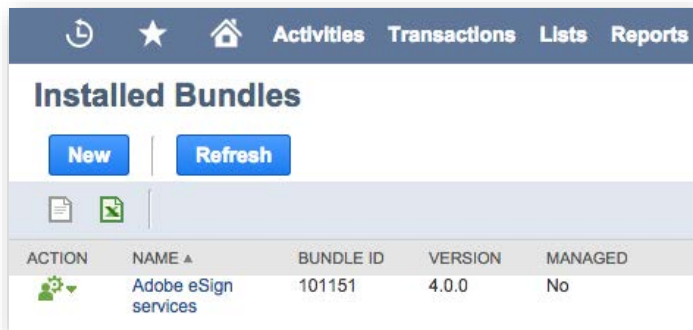 Activities Transactions Lists Reports
Installed Bundles
New Refresh
ACTION NAME BUNDLE ID VERSION MANAGED
Adobe eSign 101151 4.0.0 No
services